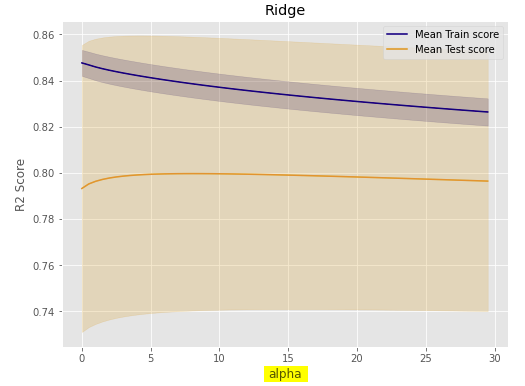 Ridge
Mean Train score
Mean Test score
R2 Score
0.86
0.84
0.82
0.80
0.78
0.76
0.74
0 5 10 15 20 25 30
alpha